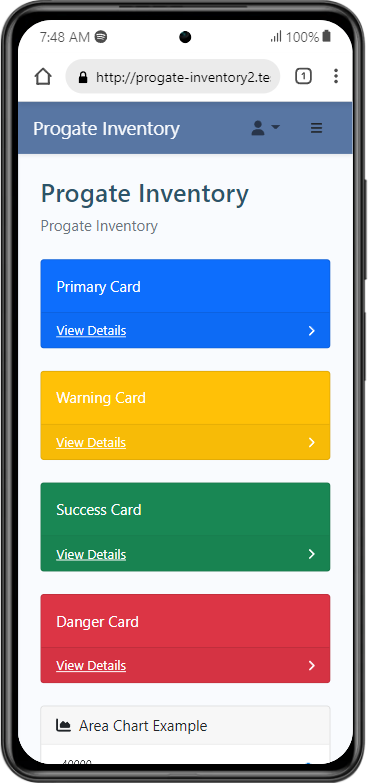 7:48 AM
100%
http://progate-inventory2.te
1
Progate Inventory
Progate Inventory
Progate Inventory
Primary Card
View Details
Warning Card
View Details
Success Card
View Details
Danger Card
View Details
Area Chart Example
40000